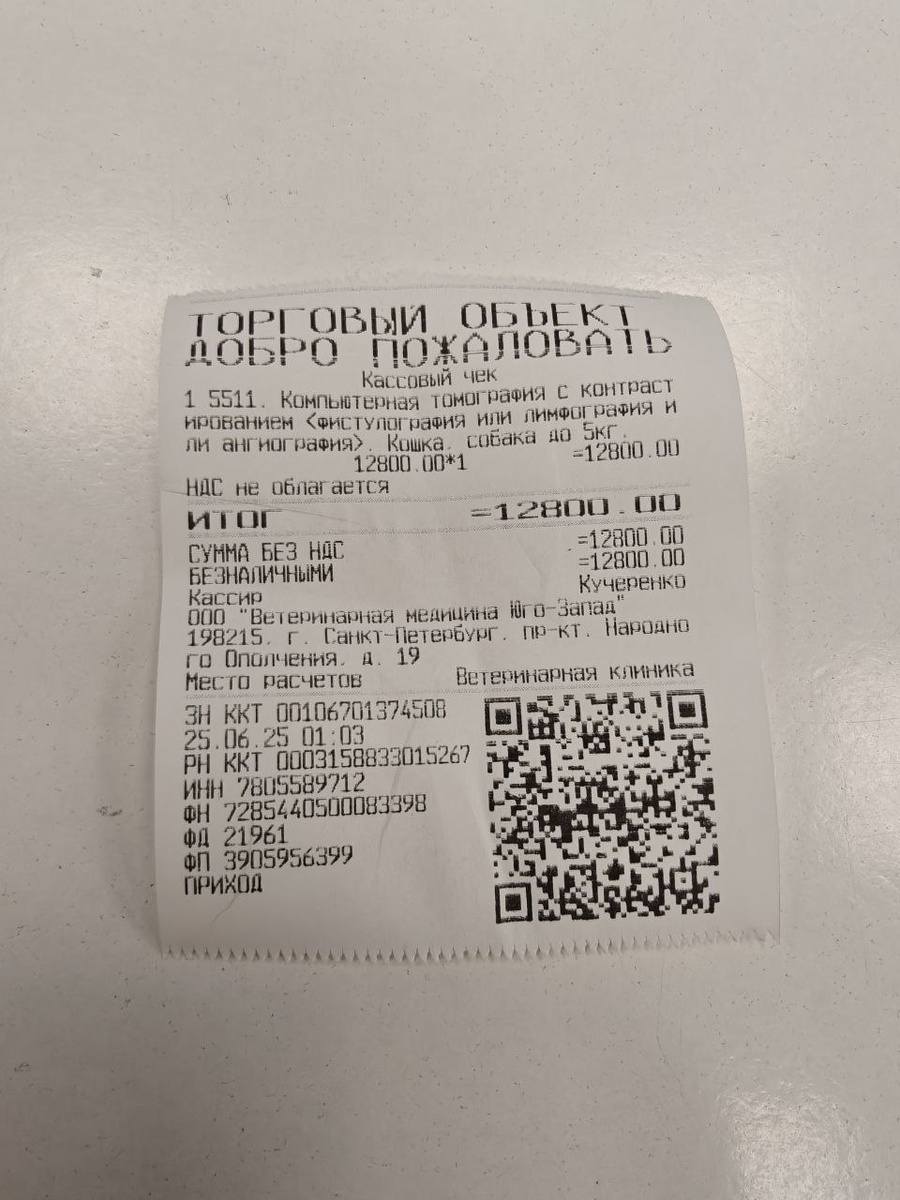 ТОРГОВЫЙ ОБЪЕКТ
ДОБРО ПОЖАЛОВАТЬ
Кассовый чек
1 5511. Компьютерная томография с контраст
ированием <фистулография или лимфография и
ли ангиография>. Кошка. собака до 5кг.
12800.00*1 =12800.00
НДС не облагается
ИТОГ =12800.00
СУММА БЕЗ НДС =12800.00
БЕЗНАЛИЧНЫМИ =12800.00
Кассир Кучеренко
ООО "Ветеринарная медицина Юго-Запад"
198215. г. Санкт-Петербург. пр-кт. Народно
го Ополчения. д. 19
Место расчетов Ветеринарная клиника
ЗН ККТ 00106701374508
25.06.25 01:03
РН ККТ 0003158833015267
ИНН 7805589712
ФН 7285440500083398
ФД 21961
ФП 3905956399
ПРИХОД